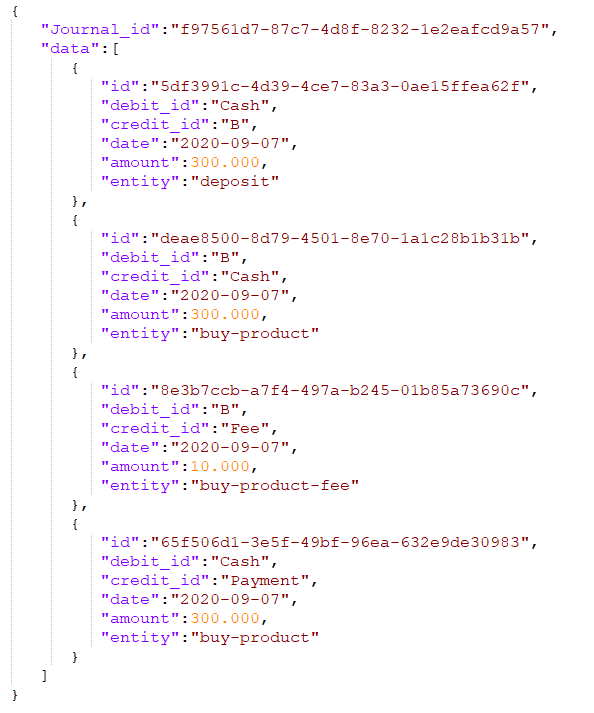 {
"Journal_id":"f97561d7-87c7-4d8f-8232-1e2eafcd9a57",
"data":[
{
"id":"5df3991c-4d39-4ce7-83a3-0ae15ffea62f",
"debit_id":"Cash",
"credit_id":"B",
"date":"2020-09-07",
"amount":300.000,
"entity":"deposit"
},
{
"id":"deae8500-8d79-4501-8e70-1a1c28b1b31b",
"debit_id":"B",
"credit_id":"Cash",
"date":"2020-09-07",
"amount":300.000,
"entity":"buy-product"
},
{
"id":"8e3b7ccb-a7f4-497a-b245-01b85a73690c",
"debit_id":"B",
"credit_id":"Fee",
"date":"2020-09-07",
"amount":10.000,
"entity":"buy-product-fee"
},
{
"id":"65f506d1-3e5f-49bf-96ea-632e9de30983",
"debit_id":"Cash",
"credit_id":"Payment",
"date":"2020-09-07",
"amount":300.000,
"entity":"buy-product"
}
]
}